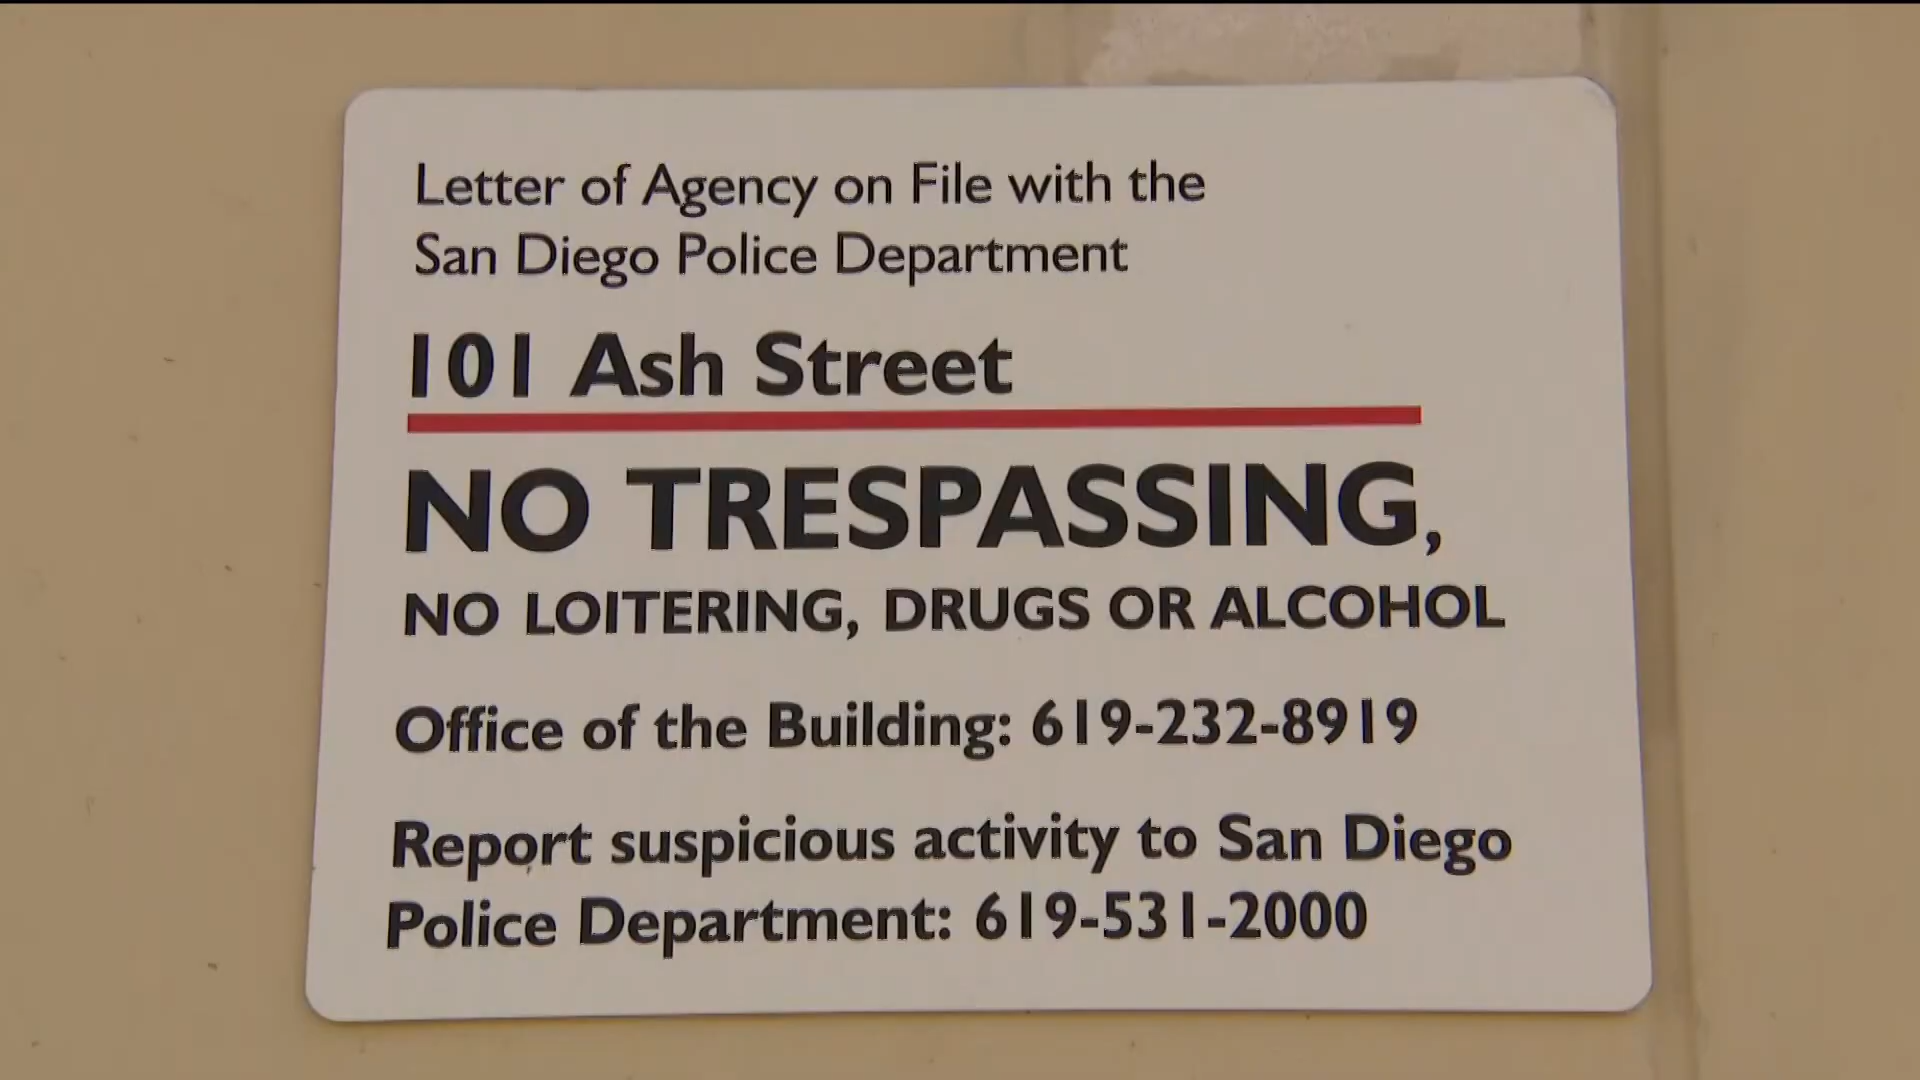 Letter of Agency on File with the
San Diego Police Department
101 Ash Street
NO TRESPASSING,
NO LOITERING, DRUGS OR ALCOHOL
Office of the Building: 619-232-8919
Report suspicious activity to San Diego
Police Department: 619-531-2000